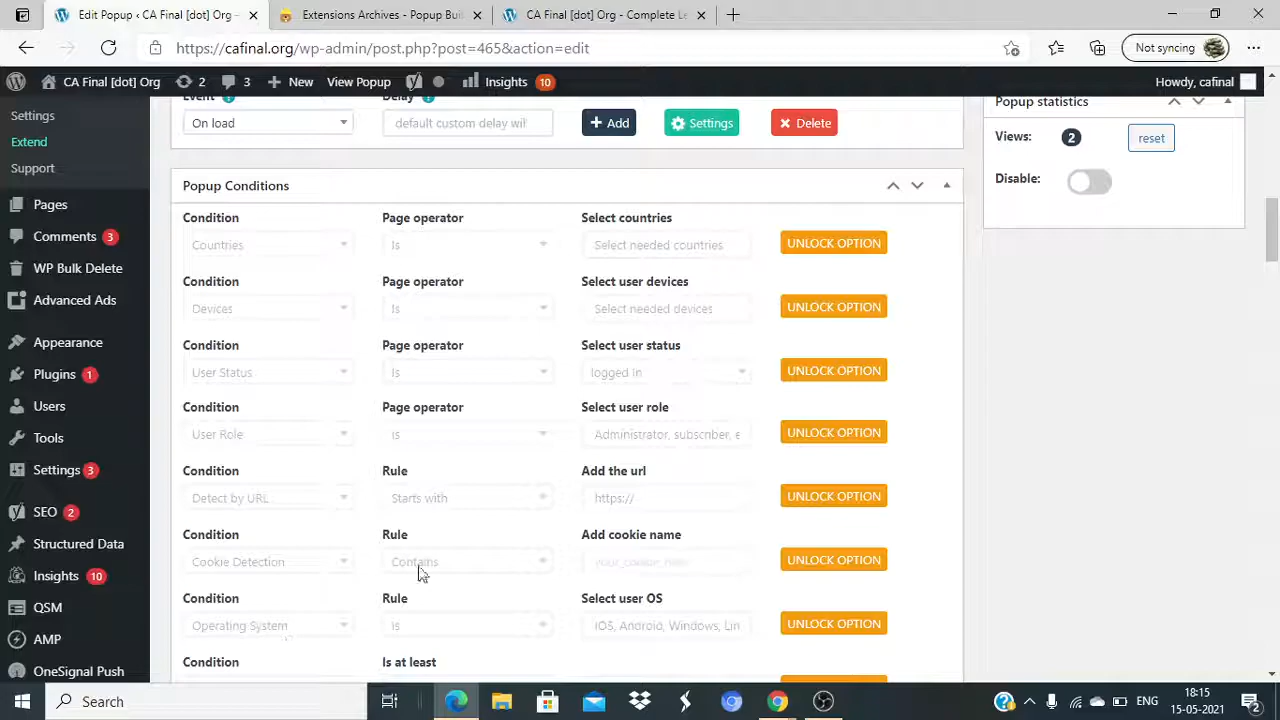 CA Final [dot] Org
Extensions Archives - Popup Buil
CA Final [dot] Org - Complete Le
https://cafinal.org/wp-admin/post.php?post=465&action=edit
Not syncing
CA Final [dot] Org 2 3 New View Popup Insights 10 Howdy, cafinal
Settings
Extend
Support
Pages
Comments 3
WP Bulk Delete
Advanced Ads
Appearance
Plugins 1
Users
Tools
Settings 3
SEO 2
Structured Data
Insights 10
QSM
AMP
OneSignal Push
Event Delay
On load default custom delay wil Add Settings Delete
Popup Conditions
Condition Page operator Select countries
Countries Is Select needed countries UNLOCK OPTION
Condition Page operator Select user devices
Devices Is Select needed devices UNLOCK OPTION
Condition Page operator Select user status
User Status Is logged in UNLOCK OPTION
Condition Page operator Select user role
User Role Is Administrator, subscriber, e UNLOCK OPTION
Condition Rule Add the url
Detect by URL Starts with https:// UNLOCK OPTION
Condition Rule Add cookie name
Cookie Detection Contains UNLOCK OPTION
Condition Rule Select user OS
Operating System Is IOS, Android, Windows, Lin UNLOCK OPTION
Condition Is at least
Popup statistics
Views: 2 reset
Disable:
Search
ENG
18:15
15-05-2021
2